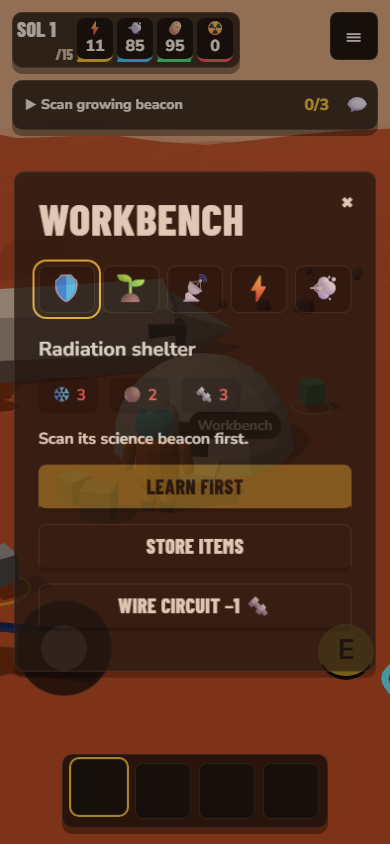 SOL 1
/15
11 85 95 0
Scan growing beacon 0/3
WORKBENCH
Radiation shelter
3 2 3
Workbench
Scan its science beacon first.
LEARN FIRST
STORE ITEMS
WIRE CIRCUIT –1
E